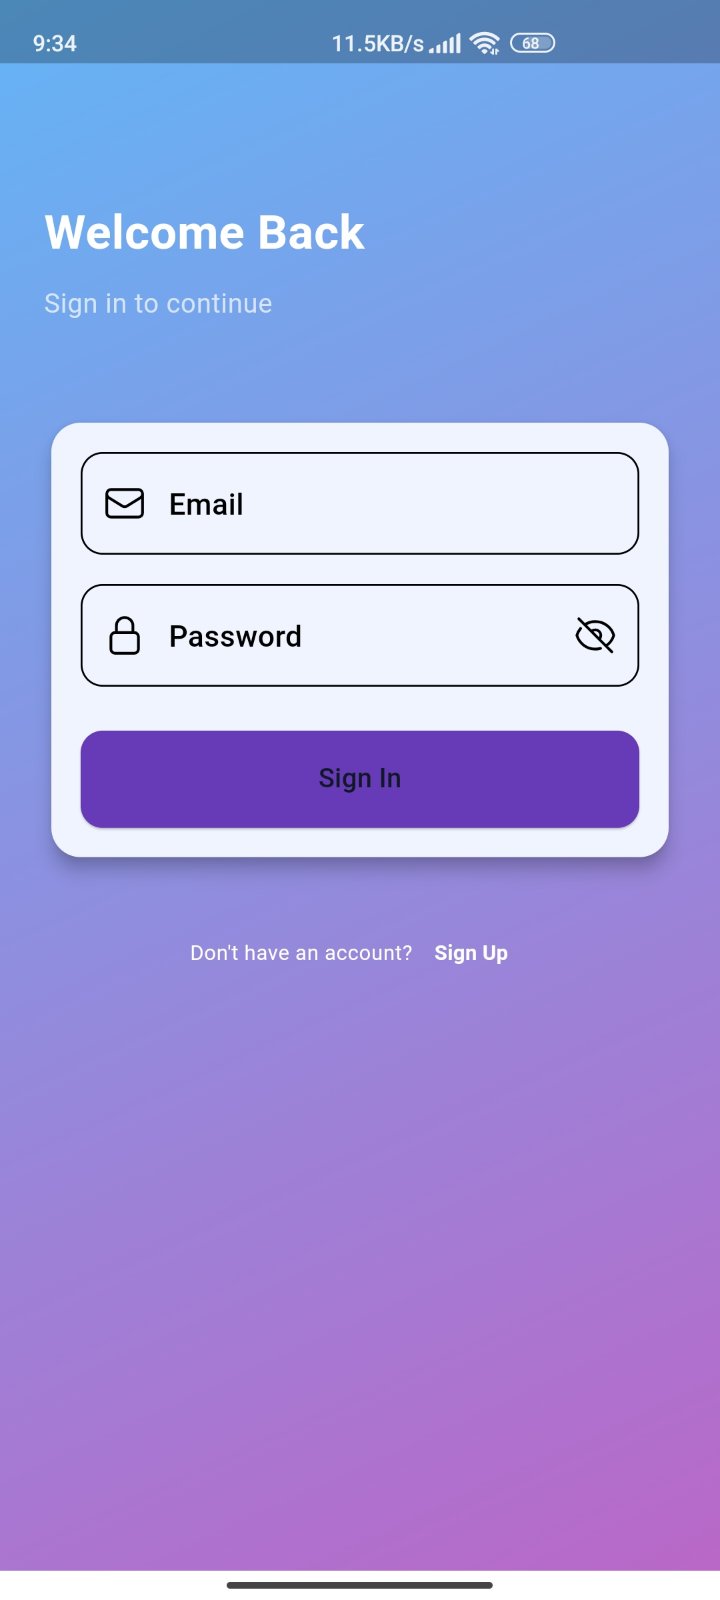 9:34 11.5KB/s 68
Welcome Back
Sign in to continue
Email
Password
Sign In
Don't have an account? Sign Up